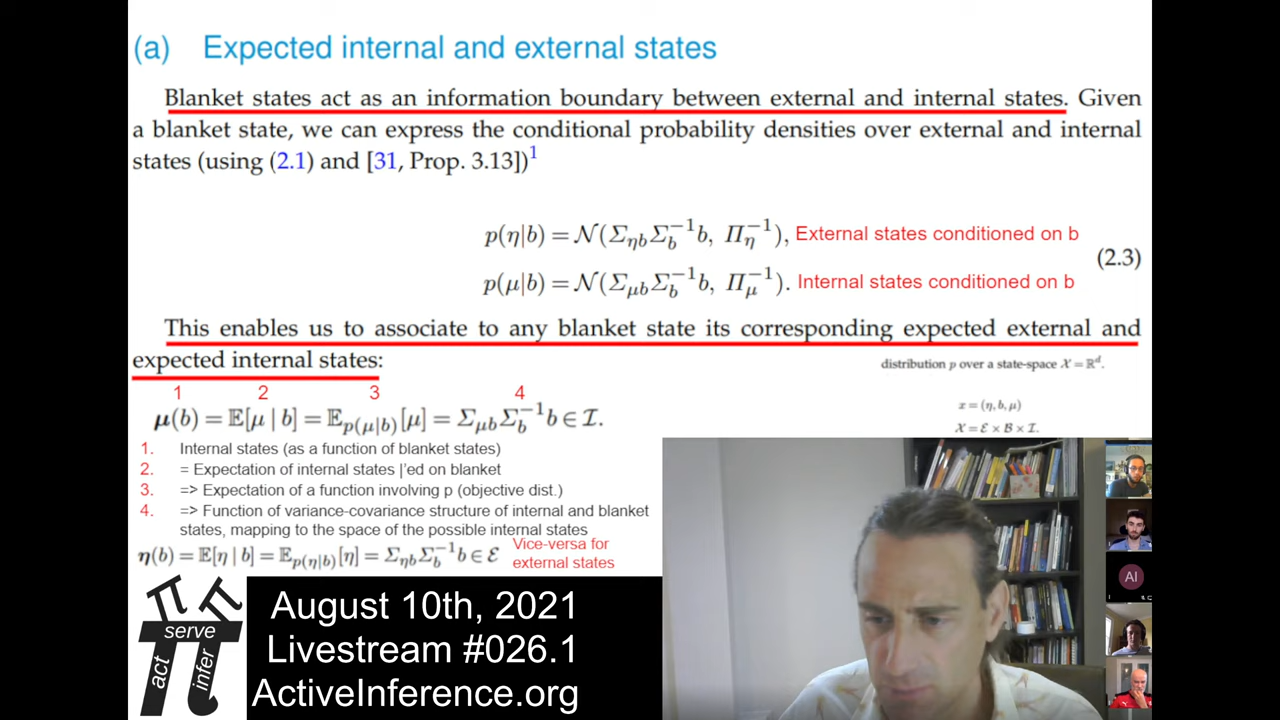 (a) Expected internal and external states
Blanket states act as an information boundary between external and internal states. Given
a blanket state, we can express the conditional probability densities over external and internal
states (using (2.1) and [31, Prop. 3.13])¹
p(η|b) = 𝒩(Σ_ηb Σ_b⁻¹b, Π_η⁻¹), External states conditioned on b
(2.3)
p(μ|b) = 𝒩(Σ_μb Σ_b⁻¹b, Π_μ⁻¹). Internal states conditioned on b
This enables us to associate to any blanket state its corresponding expected external and
expected internal states:
distribution p over a state-space 𝒳 = ℝᵈ.
1 2 3 4
x = (η, b, μ)
μ(b) = 𝔼[μ | b] = 𝔼_p(μ|b)[μ] = Σ_μb Σ_b⁻¹b ∈ ℐ.
𝒳 = ℰ × ℬ × ℐ.
1. Internal states (as a function of blanket states)
2. = Expectation of internal states |'ed on blanket
3. => Expectation of a function involving p (objective dist.)
4. => Function of variance-covariance structure of internal and blanket
states, mapping to the space of the possible internal states
η(b) = 𝔼[η | b] = 𝔼_p(η|b)[η] = Σ_ηb Σ_b⁻¹b ∈ ℰ
Vice-versa for
external states
serve
act
infer
August 10th, 2021
Livestream #026.1
ActiveInference.org
AI